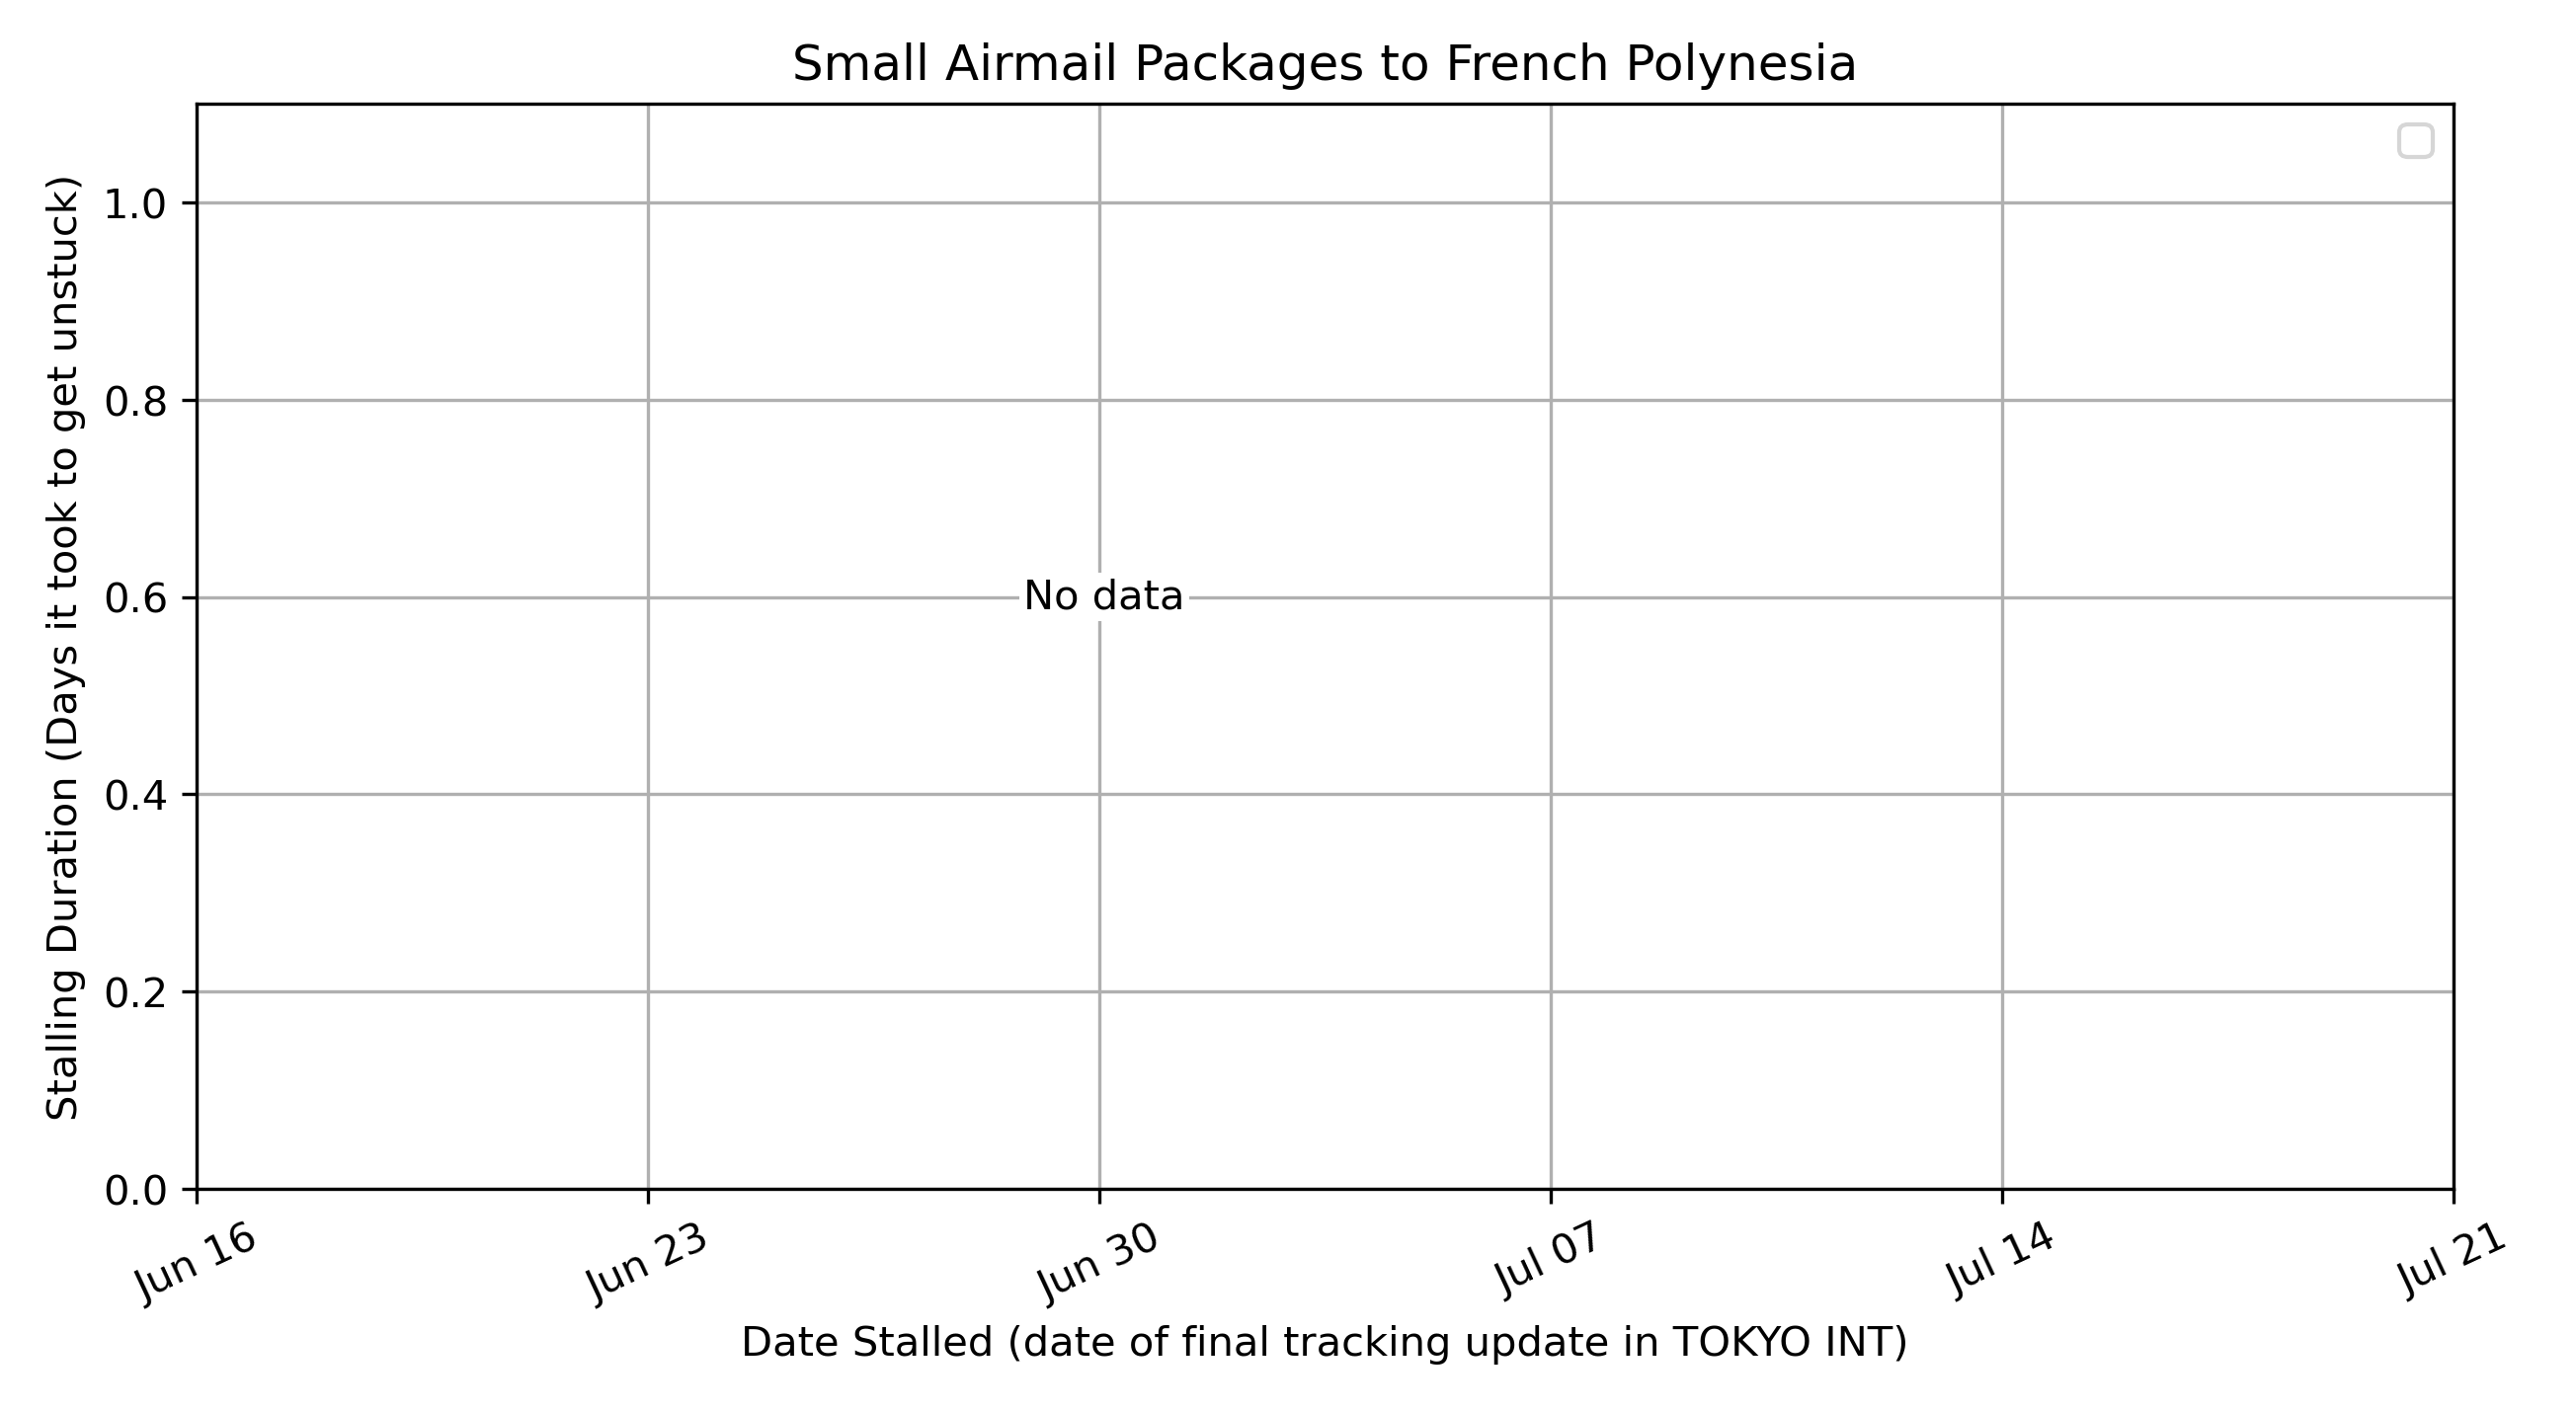 Small Airmail Packages to French Polynesia
Stalling Duration (Days it took to get unstuck)
1.0
0.8
0.6
0.4
0.2
0.0
No data
Jun 16
Jun 23
Jun 30
Jul 07
Jul 14
Jul 21
Date Stalled (date of final tracking update in TOKYO INT)